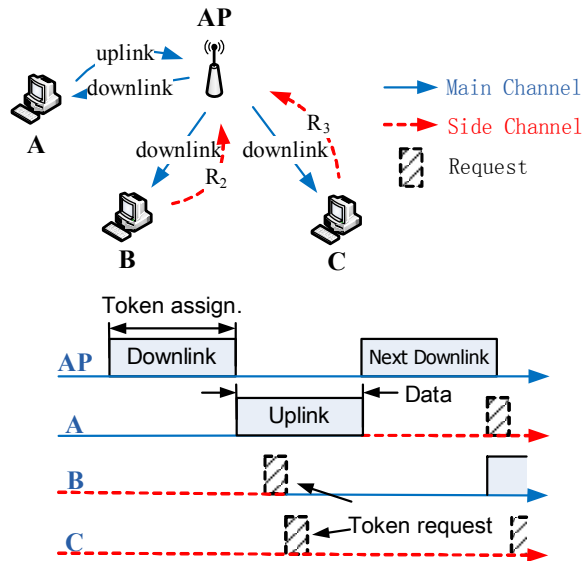 AP
uplink
downlink
A
Main Channel
R3
Side Channel
downlink
downlink
R2
Request
B
C
Token assign.
AP
Downlink
Next Downlink
Data
A
Uplink
B
Token request
C